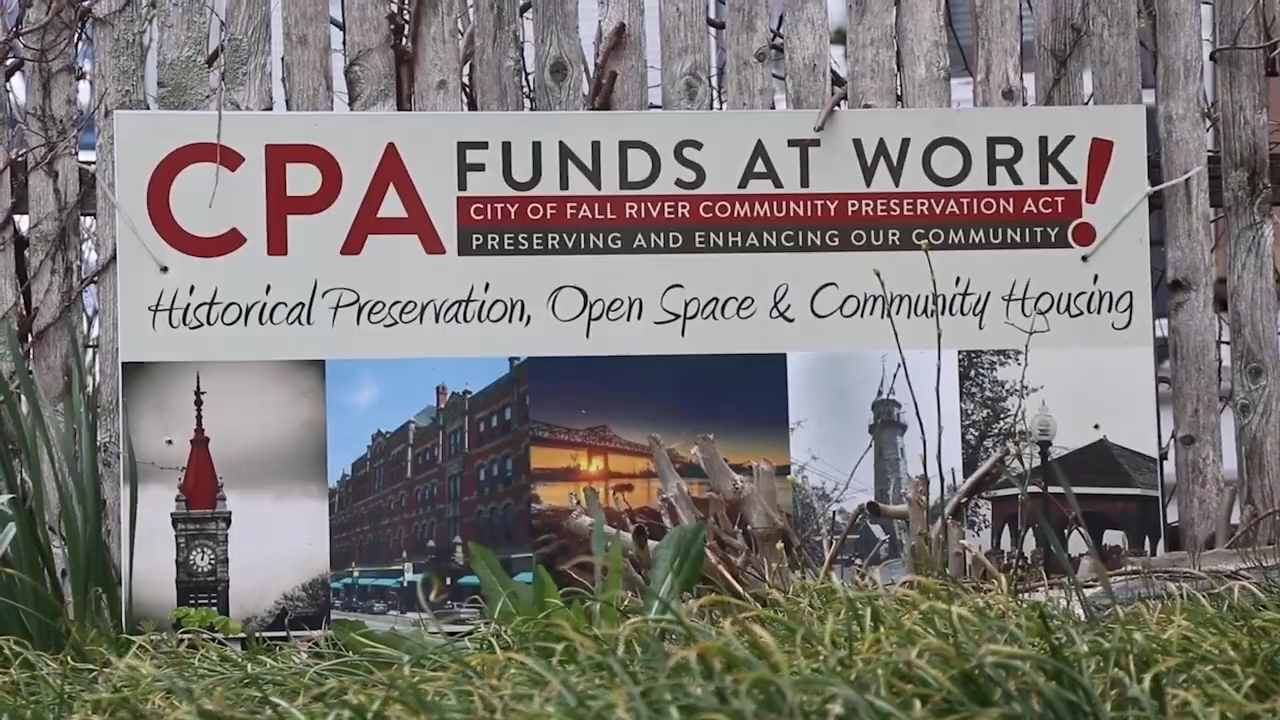 CPA FUNDS AT WORK!
CITY OF FALL RIVER COMMUNITY PRESERVATION ACT
PRESERVING AND ENHANCING OUR COMMUNITY
Historical Preservation, Open Space & Community Housing